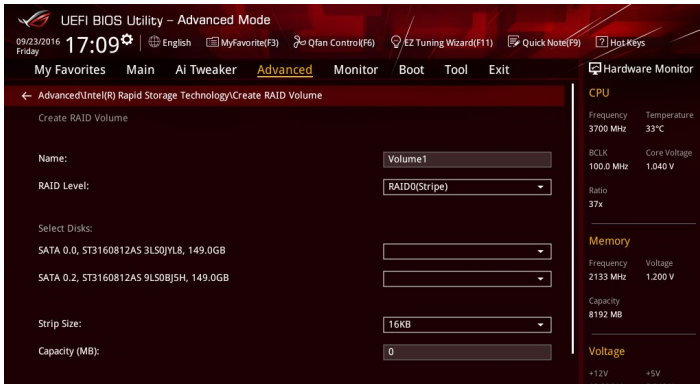 UEFI BIOS Utility – Advanced Mode
09/23/2016 Friday 17:09 English MyFavorite(F3) Qfan Control(F6) EZ Tuning Wizard(F11) Quick Note(F9) Hot Keys
My Favorites Main Ai Tweaker Advanced Monitor Boot Tool Exit
← Advanced\Intel(R) Rapid Storage Technology\Create RAID Volume
Create RAID Volume
Name: Volume1
RAID Level: RAID0(Stripe)
Select Disks:
SATA 0.0, ST3160812AS 3LS0JYL8, 149.0GB
SATA 0.2, ST3160812AS 9LS0BJ5H, 149.0GB
Strip Size: 16KB
Capacity (MB): 0
Hardware Monitor
CPU
Frequency Temperature
3700 MHz 33°C
BCLK Core Voltage
100.0 MHz 1.040 V
Ratio
37x
Memory
Frequency Voltage
2133 MHz 1.200 V
Capacity
8192 MB
Voltage
+12V +5V